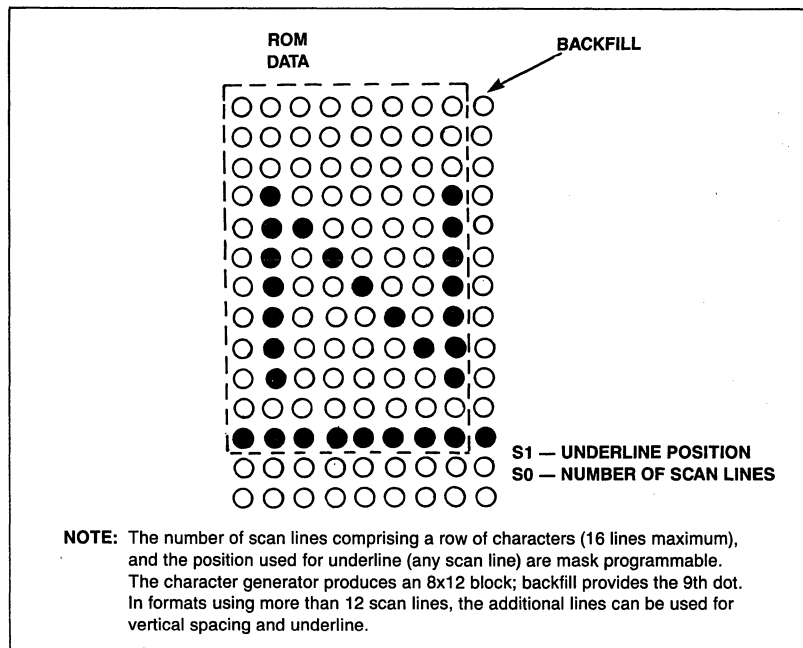 ROM
DATA
BACKFILL
S1 — UNDERLINE POSITION
S0 — NUMBER OF SCAN LINES
NOTE: The number of scan lines comprising a row of characters (16 lines maximum),
and the position used for underline (any scan line) are mask programmable.
The character generator produces an 8x12 block; backfill provides the 9th dot.
In formats using more than 12 scan lines, the additional lines can be used for
vertical spacing and underline.